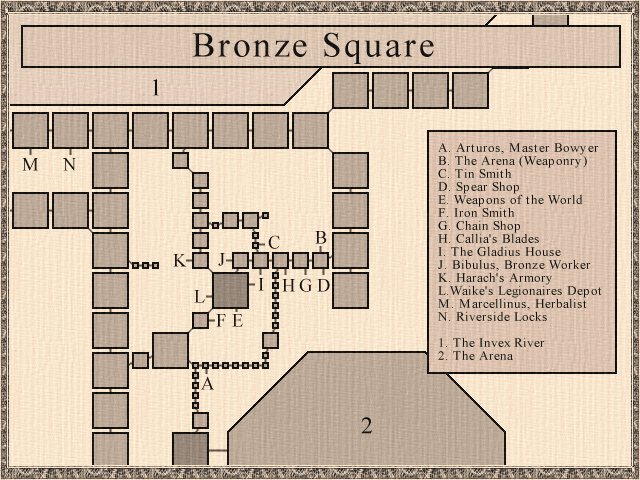 Bronze Square
1
M
N
A. Arturos, Master Bowyer
B. The Arena (Weaponry)
C. Tin Smith
D. Spear Shop
E. Weapons of the World
F. Iron Smith
G. Chain Shop
H. Callia's Blades
I. The Gladius House
J. Bibulus, Bronze Worker
K. Harach's Armory
L.Waike's Legionaires Depot
M. Marcellinus, Herbalist
N. Riverside Locks
1. The Invex River
2. The Arena
B
C
K
J
I
H
G
D
L
F
E
A
2